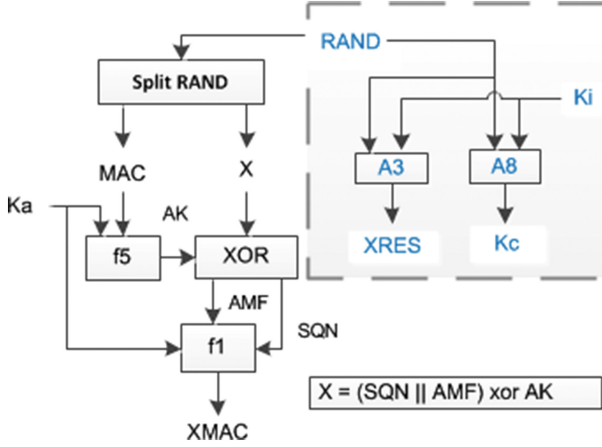 RAND
Split RAND
Ki
A3
A8
MAC
X
Ka
AK
f5
XOR
XRES
Kc
AMF
SQN
f1
X = (SQN || AMF) xor AK
XMAC